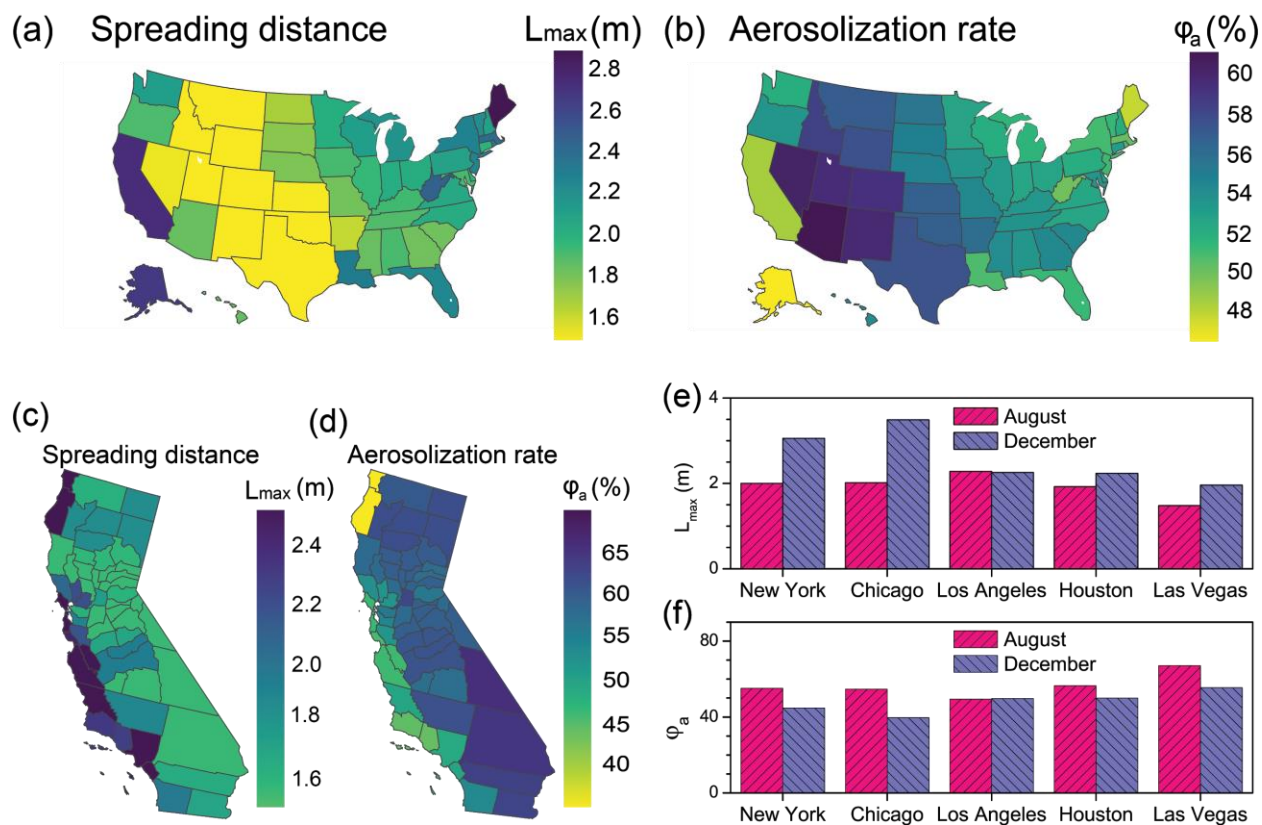 (a) Spreading distance Lmax (m)
2.8
2.6
2.4
2.2
2.0
1.8
1.6
(b) Aerosolization rate φa (%)
60
58
56
54
52
50
48
(c)
Spreading distance
Lmax (m)
2.4
2.2
2.0
1.8
1.6
(d)
Aerosolization rate
φa (%)
65
60
55
50
45
40
(e)
Lmax (m)
4
2
0
August
December
New York Chicago Los Angeles Houston Las Vegas
(f)
φa
80
40
0
August
December
New York Chicago Los Angeles Houston Las Vegas